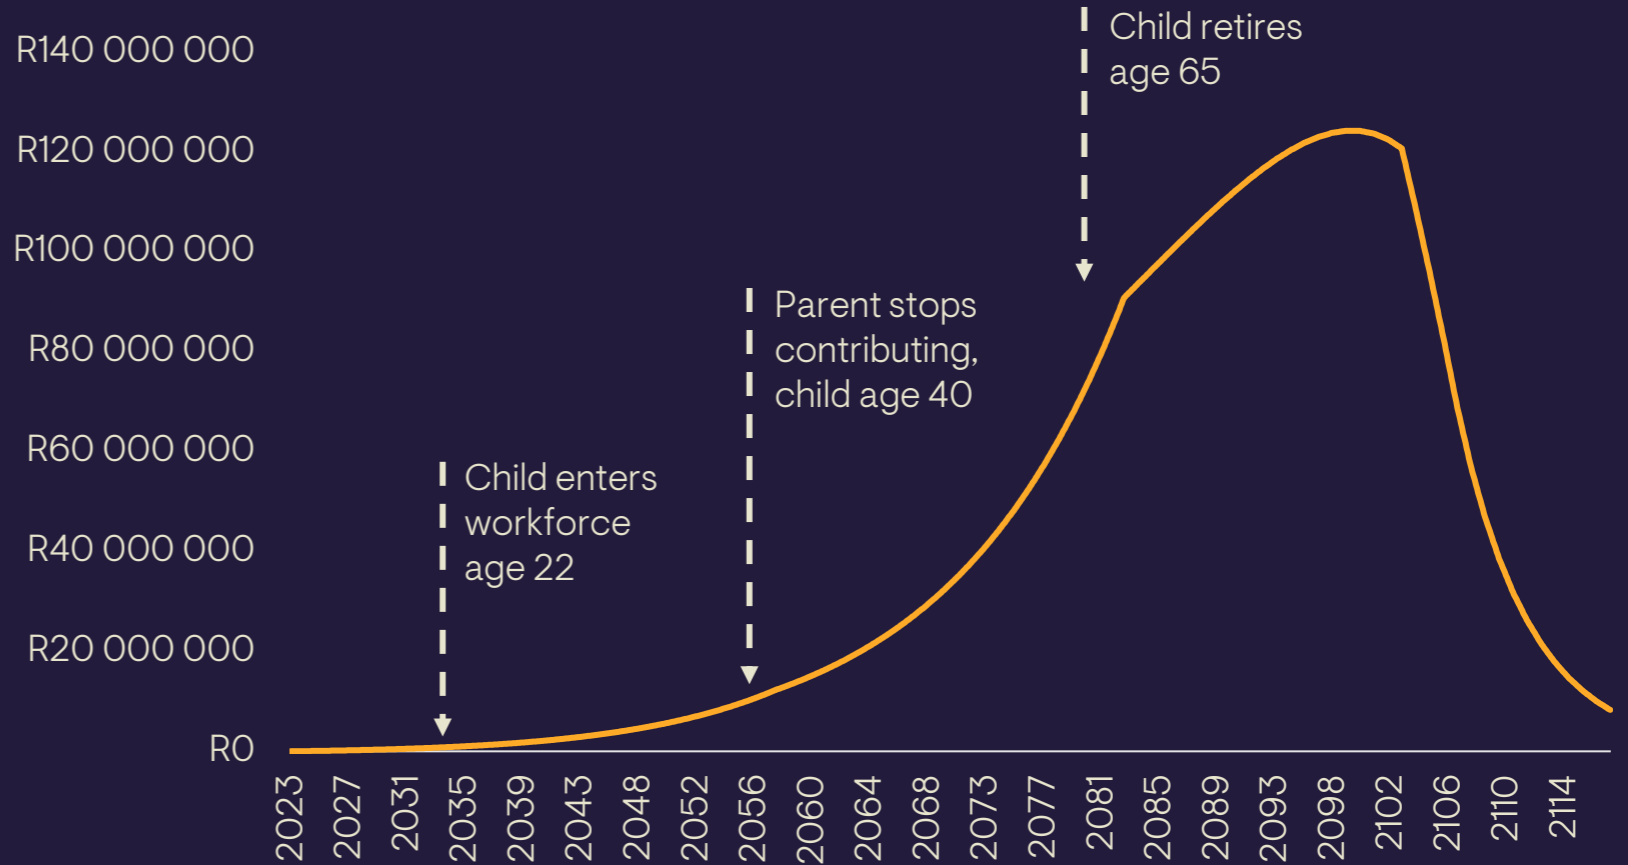 R140 000 000
R120 000 000
R100 000 000
R80 000 000
R60 000 000
R40 000 000
R20 000 000
R0
Child enters
workforce
age 22
Parent stops
contributing,
child age 40
Child retires
age 65
2023
2027
2031
2035
2039
2043
2048
2052
2056
2060
2064
2068
2073
2077
2081
2085
2089
2093
2098
2102
2106
2110
2114